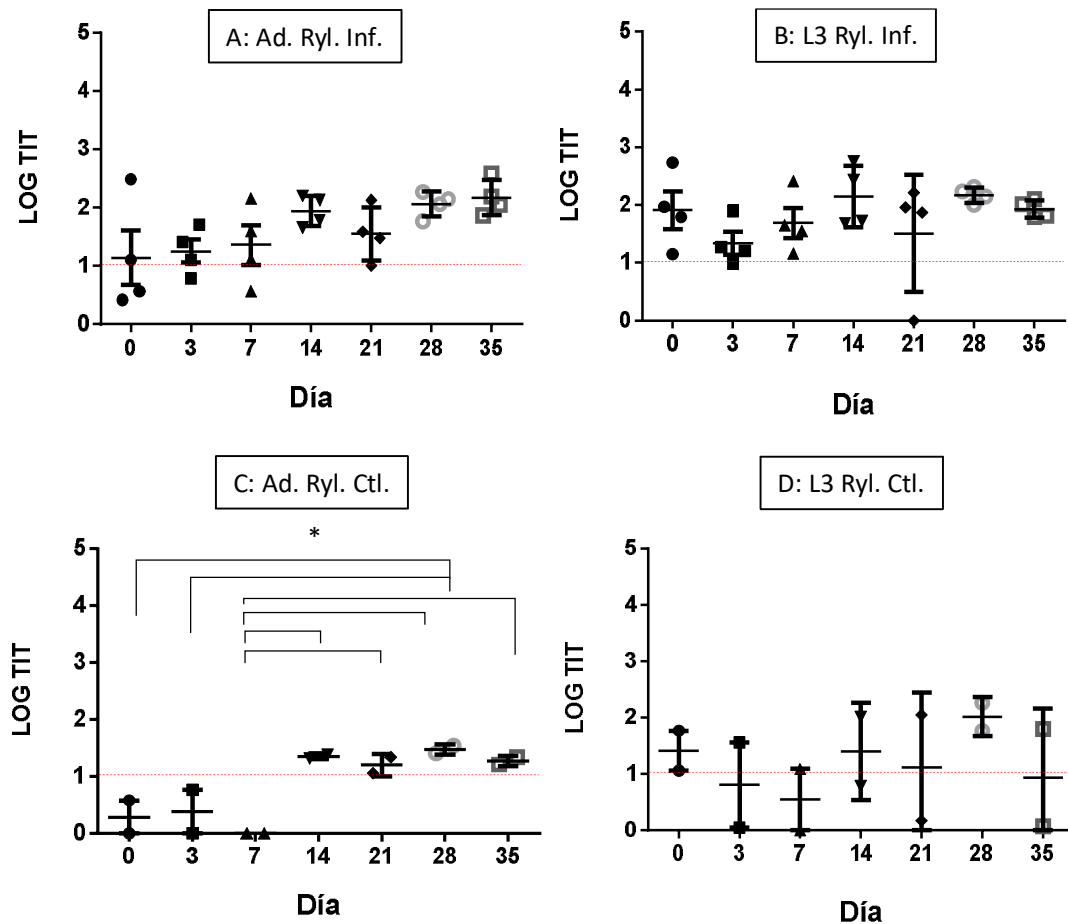 A: Ad. Ryl. Inf.
5
4
3
2
1
0
LOG TIT
0 3 7 14 21 28 35
Día
B: L3 Ryl. Inf.
5
4
3
2
1
0
LOG TIT
0 3 7 14 21 28 35
Día
C: Ad. Ryl. Ctl.
*
5
4
3
2
1
0
LOG TIT
0 3 7 14 21 28 35
Día
D: L3 Ryl. Ctl.
5
4
3
2
1
0
LOG TIT
0 3 7 14 21 28 35
Día